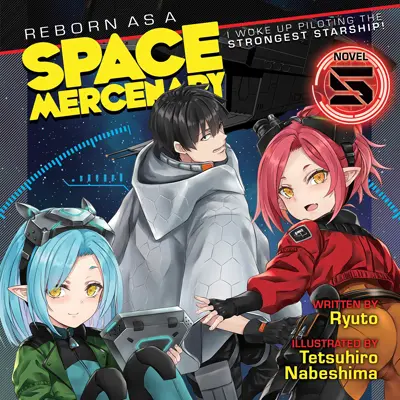 REBORN AS A
SPACE
MERCENARY
I WOKE UP PILOTING THE
STRONGEST STARSHIP!
NOVEL
5
WRITTEN BY
Ryuto
ILLUSTRATED BY
Tetsuhiro
Nabeshima